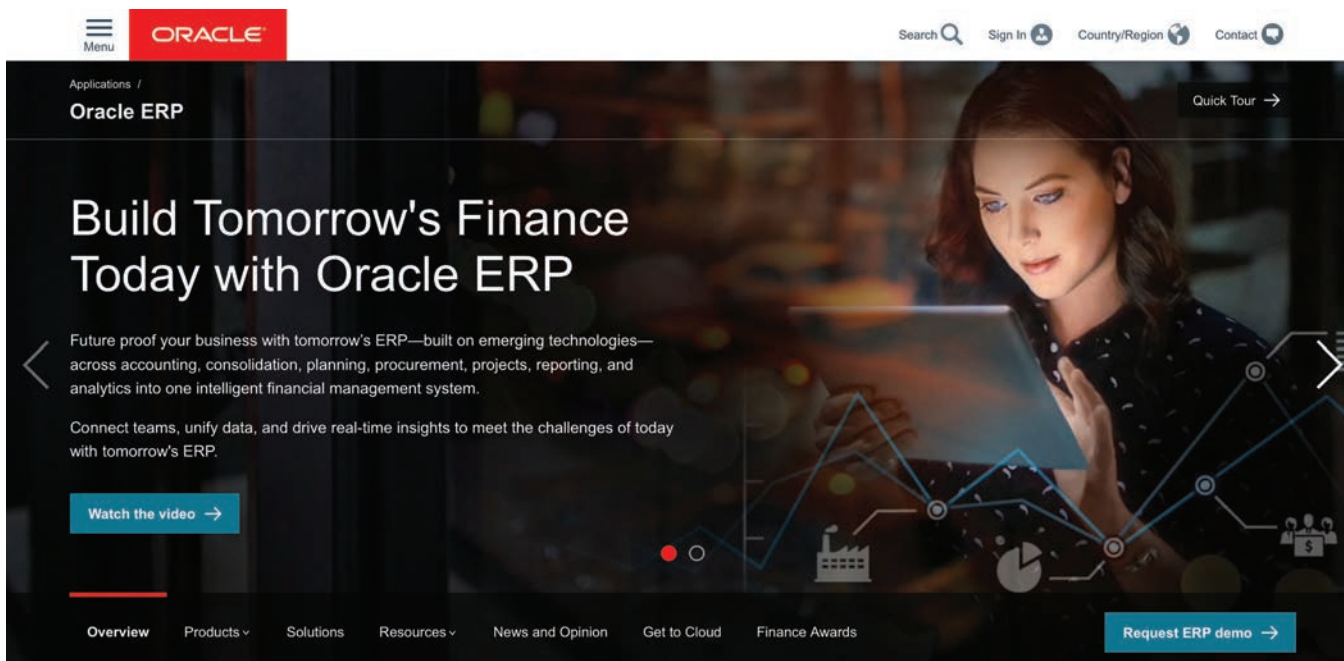 Menu
ORACLE
Search
Sign In
Country/Region
Contact
Applications /
Oracle ERP
Quick Tour →
Build Tomorrow's Finance
Today with Oracle ERP
Future proof your business with tomorrow's ERP—built on emerging technologies—
across accounting, consolidation, planning, procurement, projects, reporting, and
analytics into one intelligent financial management system.
Connect teams, unify data, and drive real-time insights to meet the challenges of today
with tomorrow's ERP.
Watch the video →
$
Overview
Products
Solutions
Resources
News and Opinion
Get to Cloud
Finance Awards
Request ERP demo →